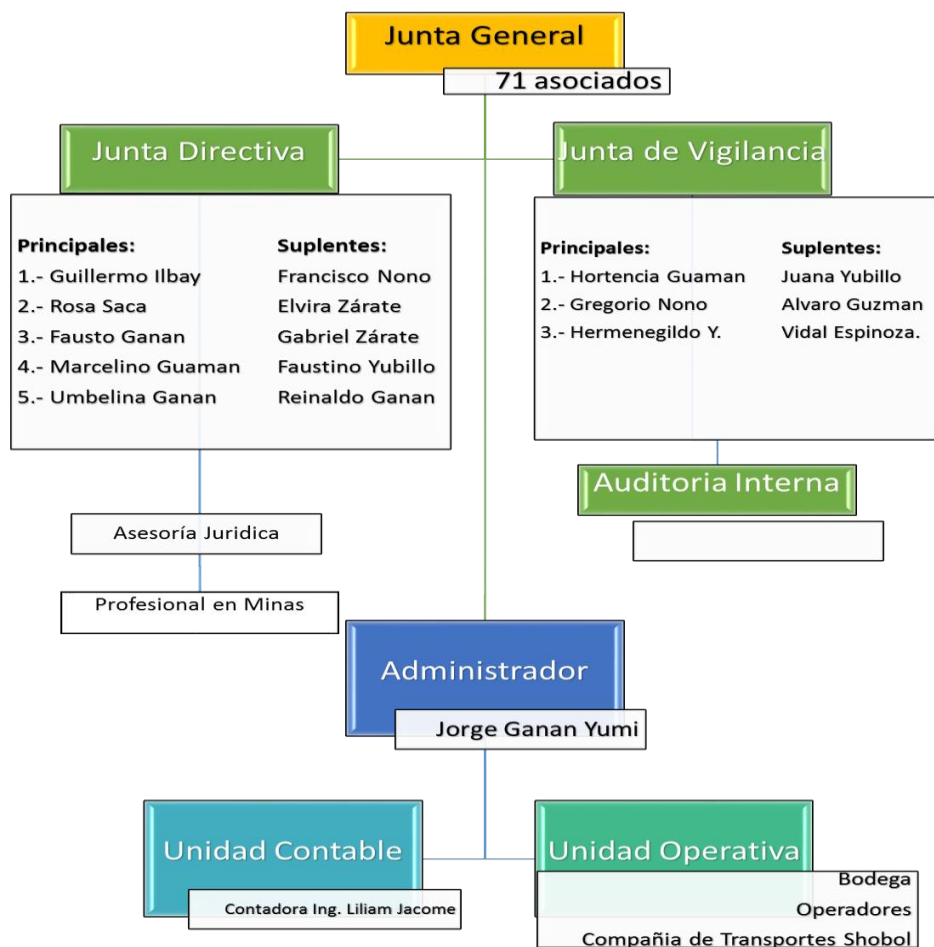 Junta General
71 asociados
Junta Directiva
Principales: Suplentes:
1.- Guillermo Ilbay Francisco Nono
2.- Rosa Saca Elvira Zárate
3.- Fausto Ganan Gabriel Zárate
4.- Marcelino Guaman Faustino Yubillo
5.- Umbelina Ganan Reinaldo Ganan
Junta de Vigilancia
Principales: Suplentes:
1.- Hortencia Guaman Juana Yubillo
2.- Gregorio Nono Alvaro Guzman
3.- Hermenegildo Y. Vidal Espinoza.
Auditoria Interna
Asesoría Juridica
Profesional en Minas
Administrador
Jorge Ganan Yumi
Unidad Contable
Contadora Ing. Liliam Jacome
Unidad Operativa
Bodega
Operadores
Compañia de Transportes Shobol